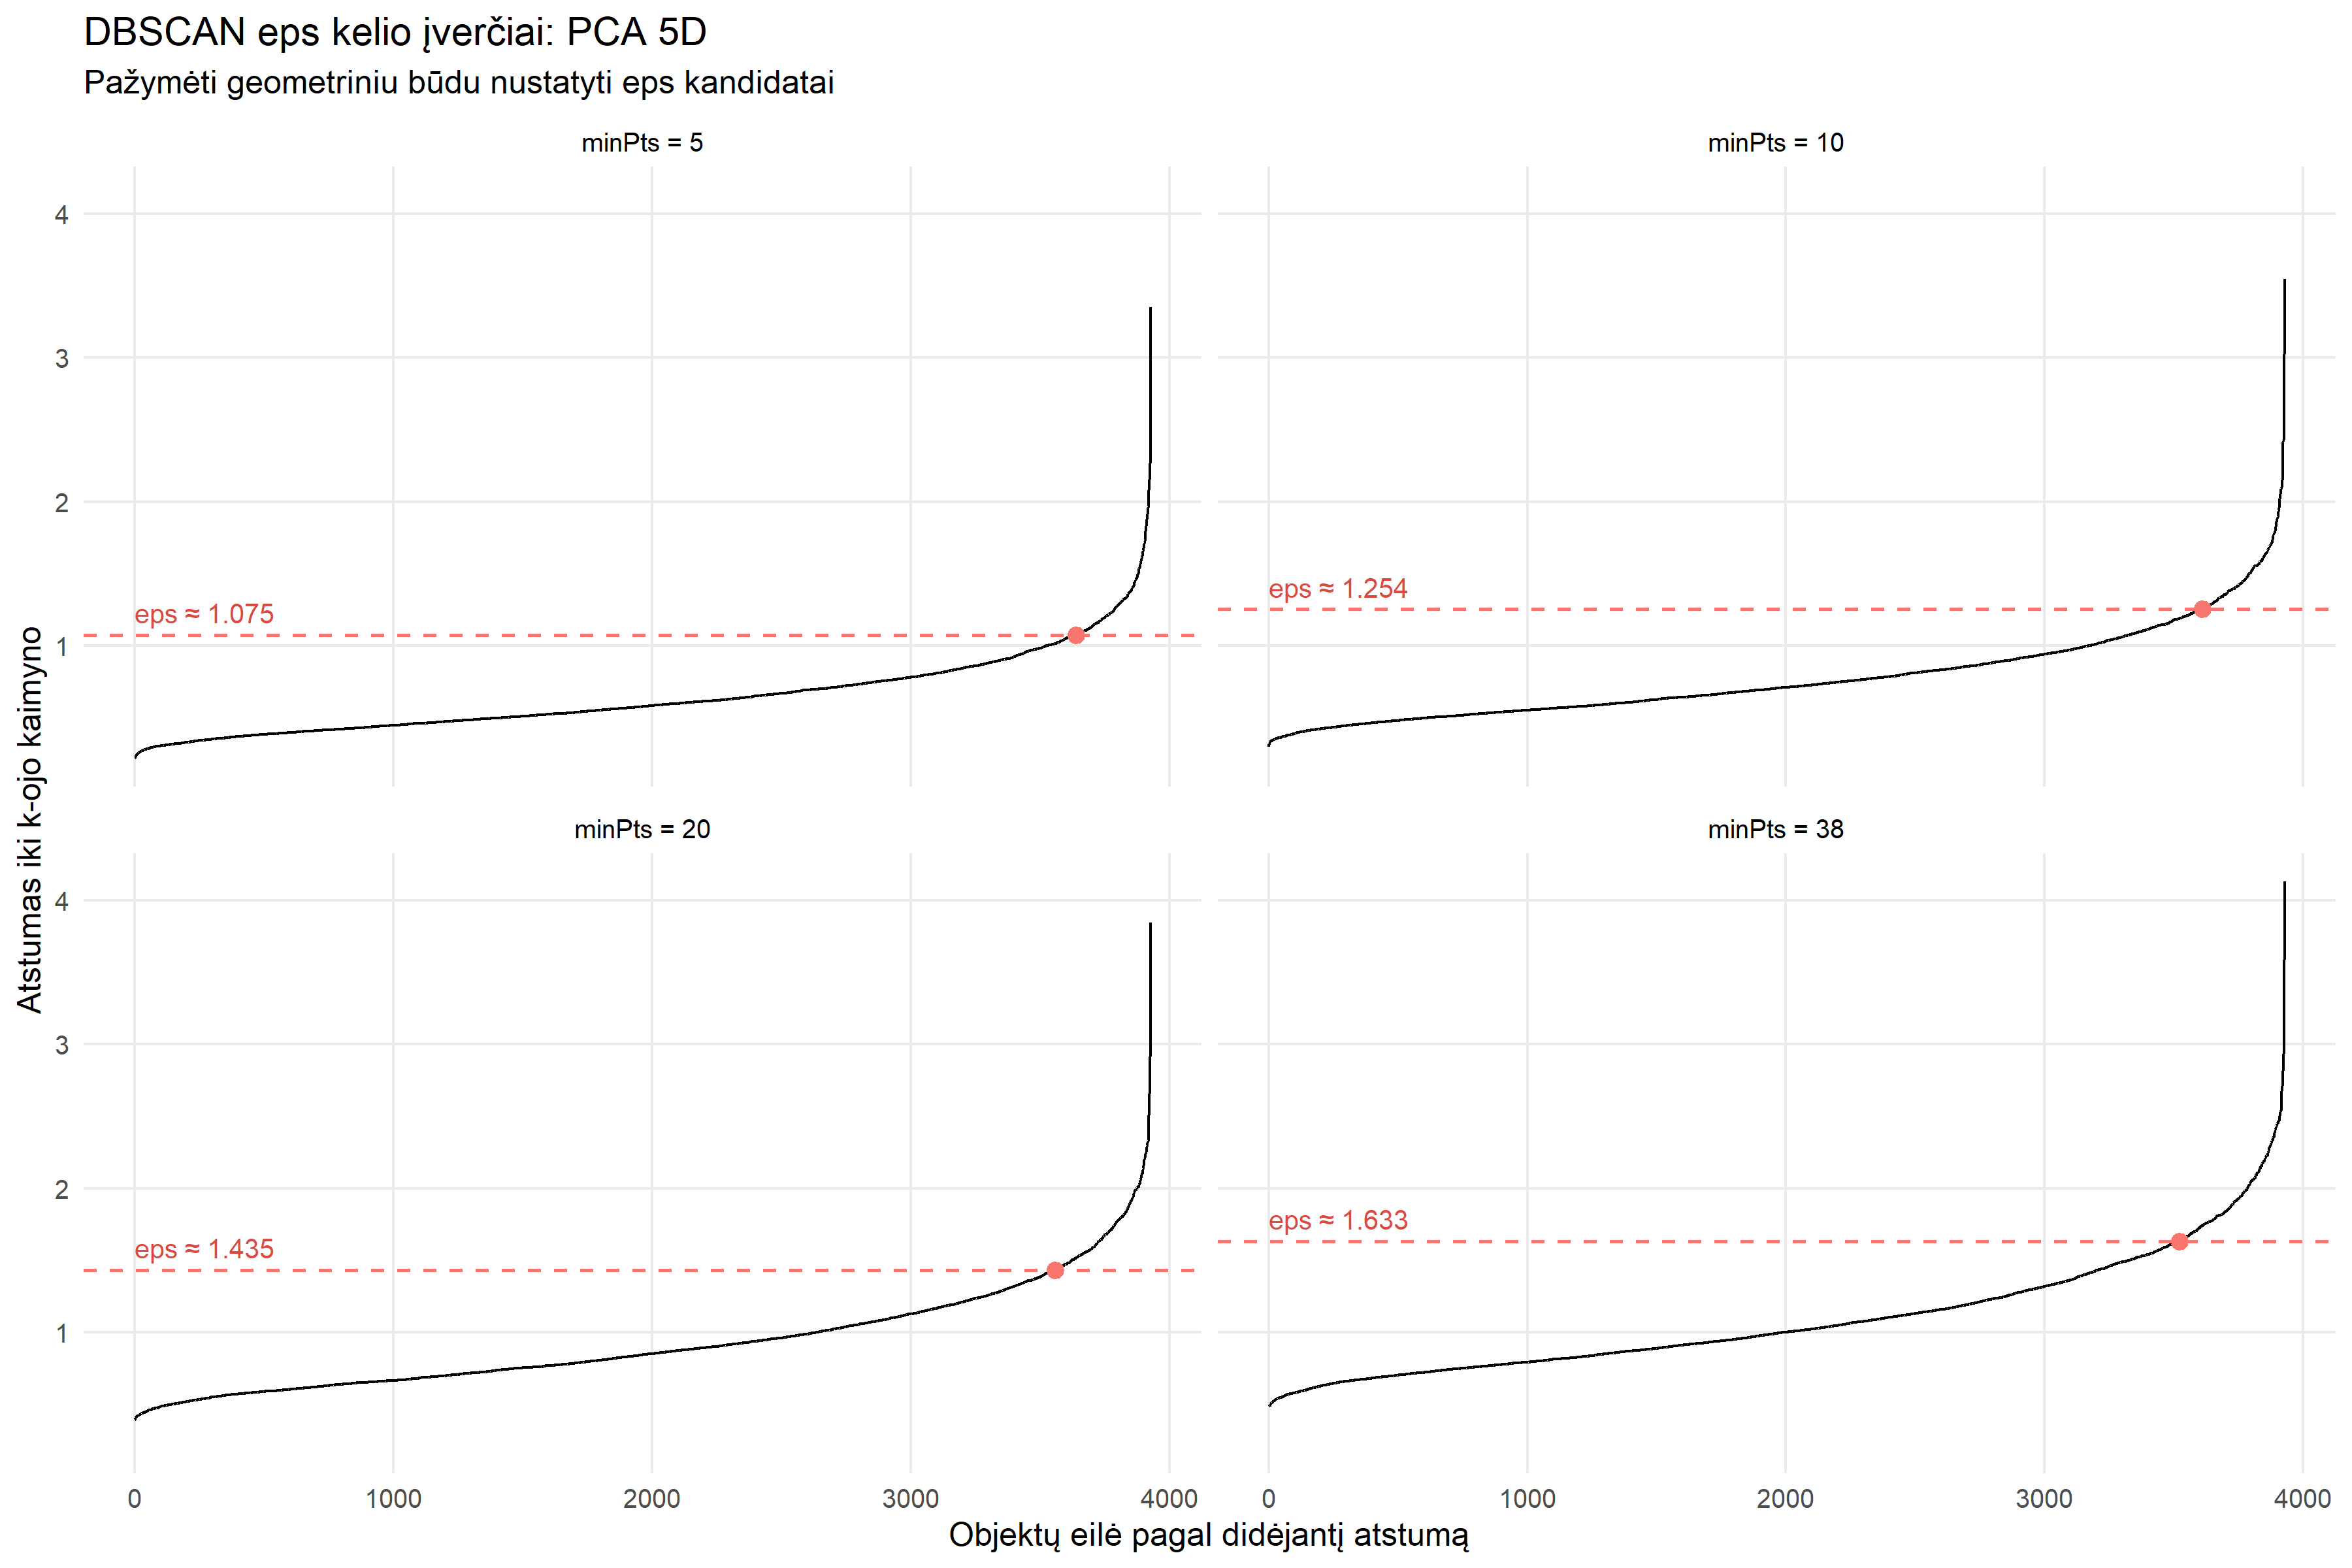 DBSCAN eps kelio įverčiai: PCA 5D
Pažymėti geometriniu būdu nustatyti eps kandidatai
minPts = 5
minPts = 10
4
3
2
1
eps ≈ 1.075
eps ≈ 1.254
minPts = 20
minPts = 38
4
3
2
1
eps ≈ 1.435
eps ≈ 1.633
0 1000 2000 3000 4000
0 1000 2000 3000 4000
Objektų eilė pagal didėjantį atstumą
Atstumas iki k-ojo kaimyno